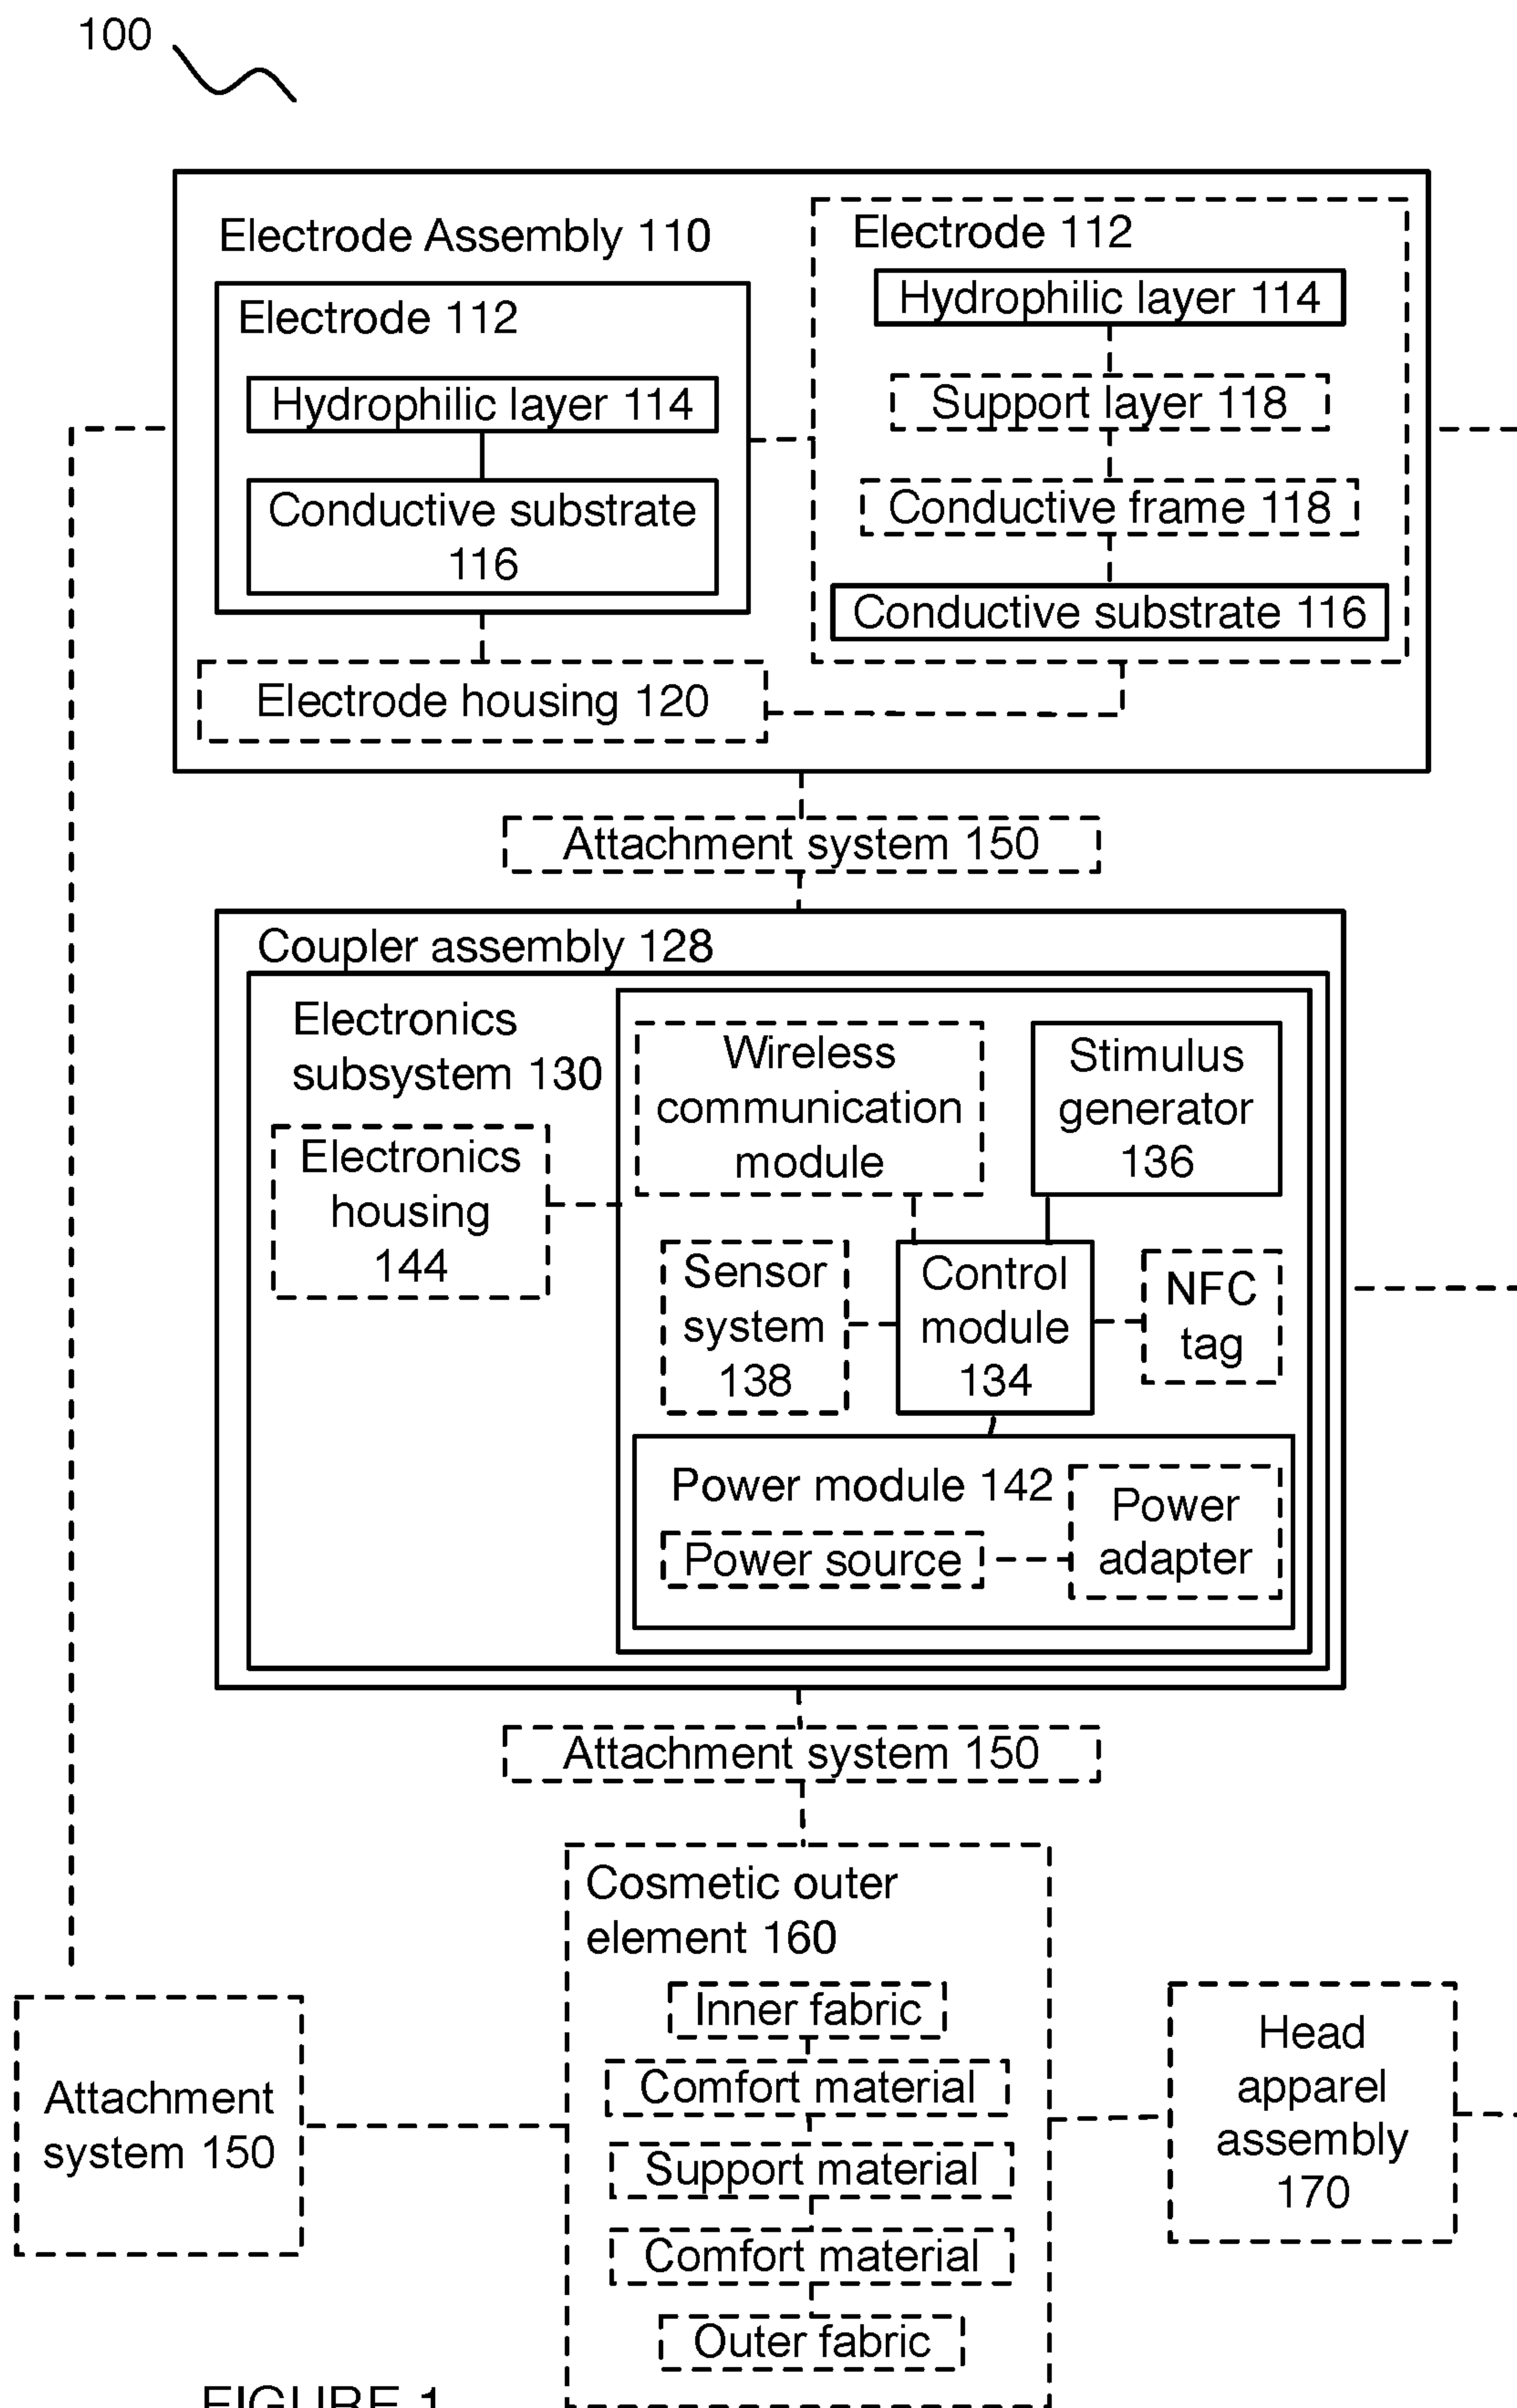 100
Electrode Assembly 110
Electrode 112
Hydrophilic layer 114
Conductive substrate
116
Electrode 112
Hydrophilic layer 114
Support layer 118
Conductive frame 118
Conductive substrate 116
Electrode housing 120
Attachment system 150
Coupler assembly 128
Electronics
subsystem 130
Electronics
housing
144
Wireless
communication
module
Stimulus
generator
136
Sensor
system
138
Control
module
134
NFC
tag
Power module 142
Power source
Power
adapter
Attachment system 150
Cosmetic outer
element 160
Inner fabric
Comfort material
Support material
Comfort material
Outer fabric
Attachment
system 150
Head
apparel
assembly
170
FIGURE 1